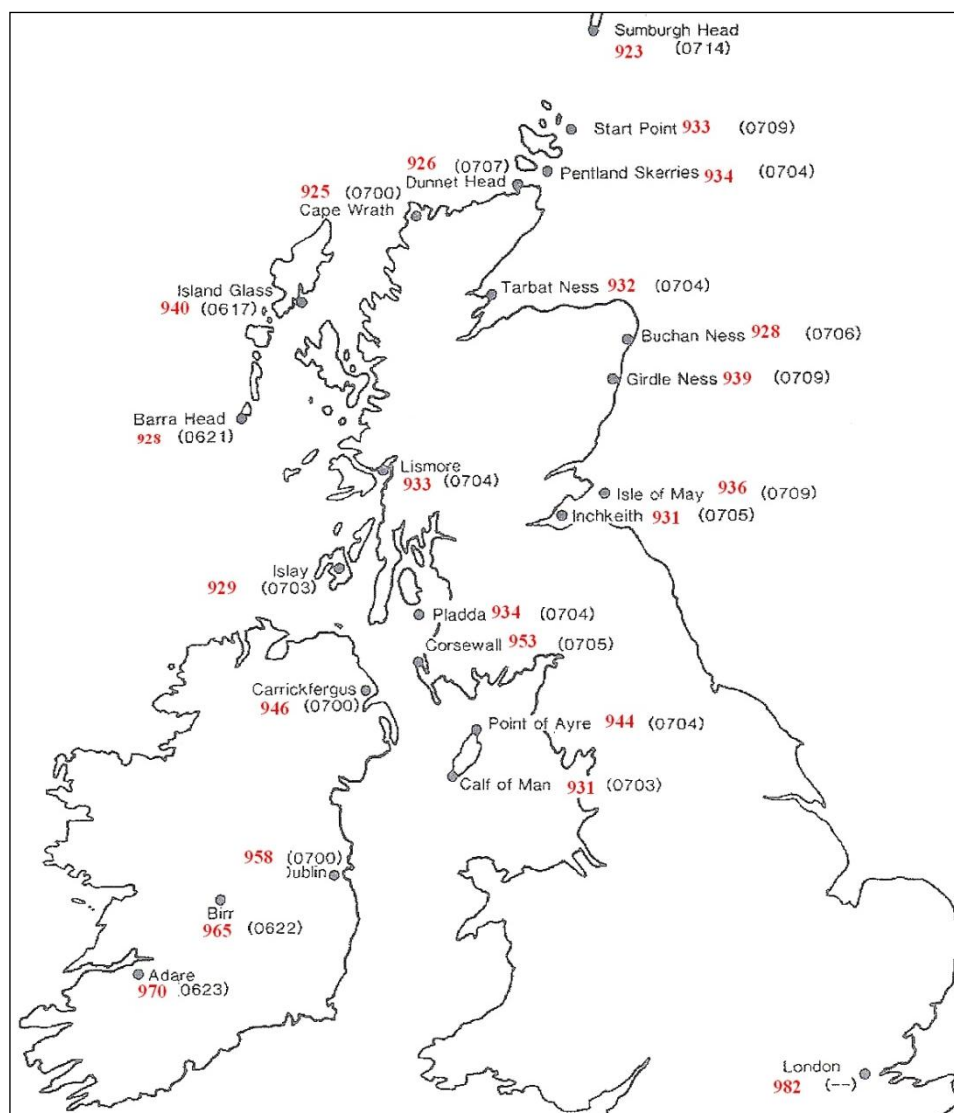 Sumburgh Head
923 (0714)
Start Point 933 (0709)
926 (0707)
Dunnet Head
Pentland Skerries 934 (0704)
925 (0700)
Cape Wrath
Island Glass
940 (0617)
Tarbat Ness 932 (0704)
Buchan Ness 928 (0706)
Girdle Ness 939 (0709)
Barra Head
928 (0621)
Lismore
933 (0704)
Isle of May 936 (0709)
Inchkeith 931 (0705)
Islay
929 (0703)
Pladda 934 (0704)
Corsewall 953 (0705)
Carrickfergus
946 (0700)
Point of Ayre 944 (0704)
Calf of Man 931 (0703)
958 (0700)
Dublin
Birr
965 (0622)
Adare
970 (0623)
London
982 (--)